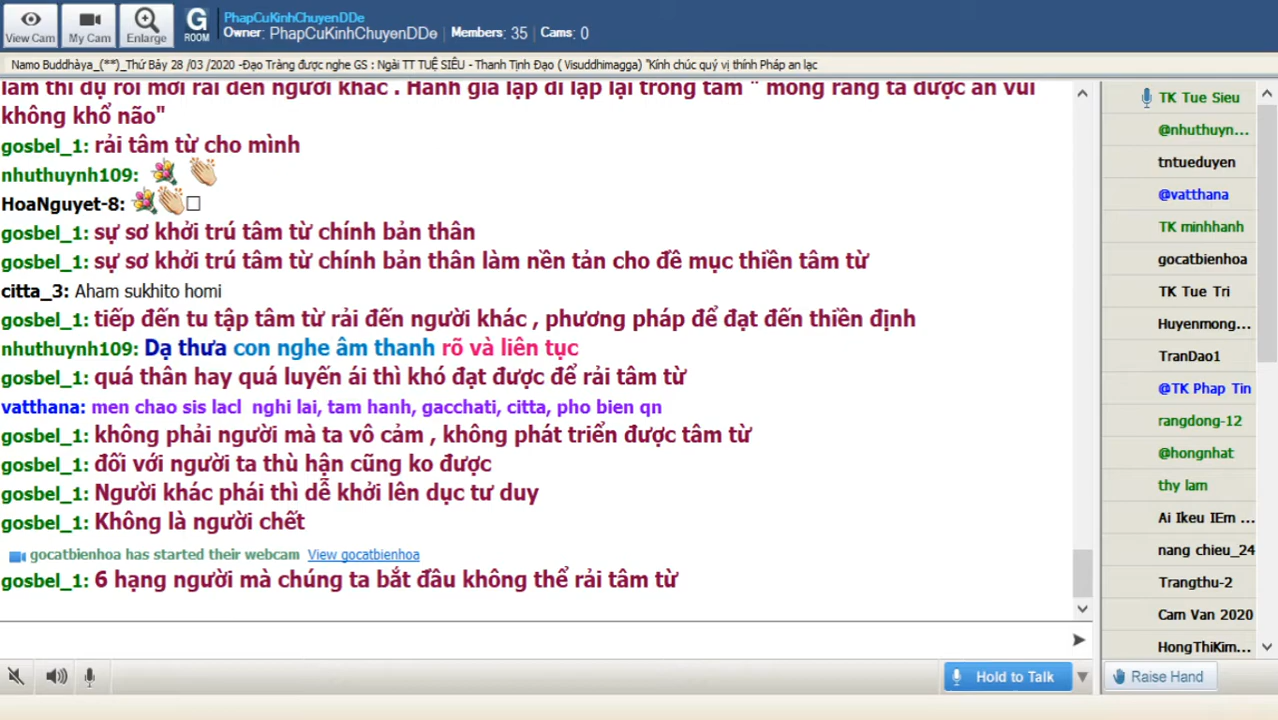 View Cam
My Cam
Enlarge
G
ROOM
PhapCuKinhChuyenDDe
Owner: PhapCuKinhChuyenDDe Members: 35 Cams: 0
Namo Buddhàya_(**)_Thứ Bảy 28 /03 /2020 -Đạo Tràng được nghe GS : Ngài TT TUỆ SIÊU - Thanh Tịnh Đạo ( Visuddhimagga) "Kính chúc quý vị thính Pháp an lạc
làm thí dụ rồi mới rải đến người khác . Hành giả lập đi lập lại trong tâm " mong rằng ta được an vui
không khổ não"
gosbel_1: rải tâm từ cho mình
nhuthuynh109:
HoaNguyet-8:
gosbel_1: sự sơ khởi trú tâm từ chính bản thân
gosbel_1: sự sơ khởi trú tâm từ chính bản thân làm nền tản cho đề mục thiền tâm từ
citta_3: Aham sukhito homi
gosbel_1: tiếp đến tu tập tâm từ rải đến người khác , phương pháp để đạt đến thiền định
nhuthuynh109: Dạ thưa con nghe âm thanh rõ và liên tục
gosbel_1: quá thân hay quá luyến ái thì khó đạt được để rải tâm từ
vatthana: men chao sis lacl nghi lai, tam hanh, gacchati, citta, pho bien qn
gosbel_1: không phải người mà ta vô cảm , không phát triển được tâm từ
gosbel_1: đối với người ta thù hận cũng ko được
gosbel_1: Người khác phái thì dễ khởi lên dục tư duy
gosbel_1: Không là người chết
gocatbienhoa has started their webcam View gocatbienhoa
gosbel_1: 6 hạng người mà chúng ta bắt đầu không thể rải tâm từ
Hold to Talk
TK Tue Sieu
@nhuthuyn...
tntueduyen
@vatthana
TK minhhanh
gocatbienhoa
TK Tue Tri
Huyenmong...
TranDao1
@TK Phap Tin
rangdong-12
@hongnhat
thy lam
Ai Ikeu IEm ...
nang chieu_24
Trangthu-2
Cam Van 2020
HongThiKim...
Raise Hand